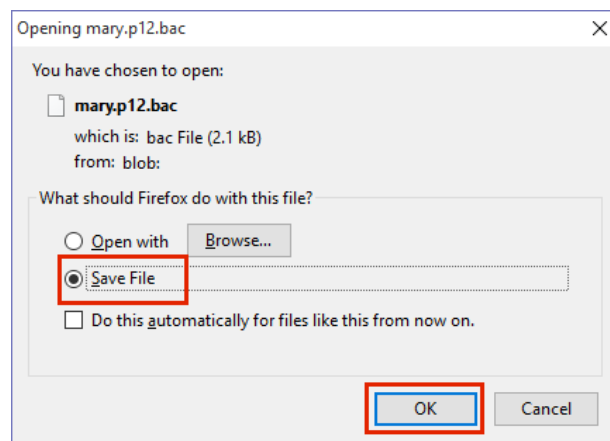 Opening mary.p12.bac
You have chosen to open:
mary.p12.bac
which is: bac File (2.1 kB)
from: blob:
What should Firefox do with this file?
Open with Browse...
Save File
Do this automatically for files like this from now on.
OK Cancel